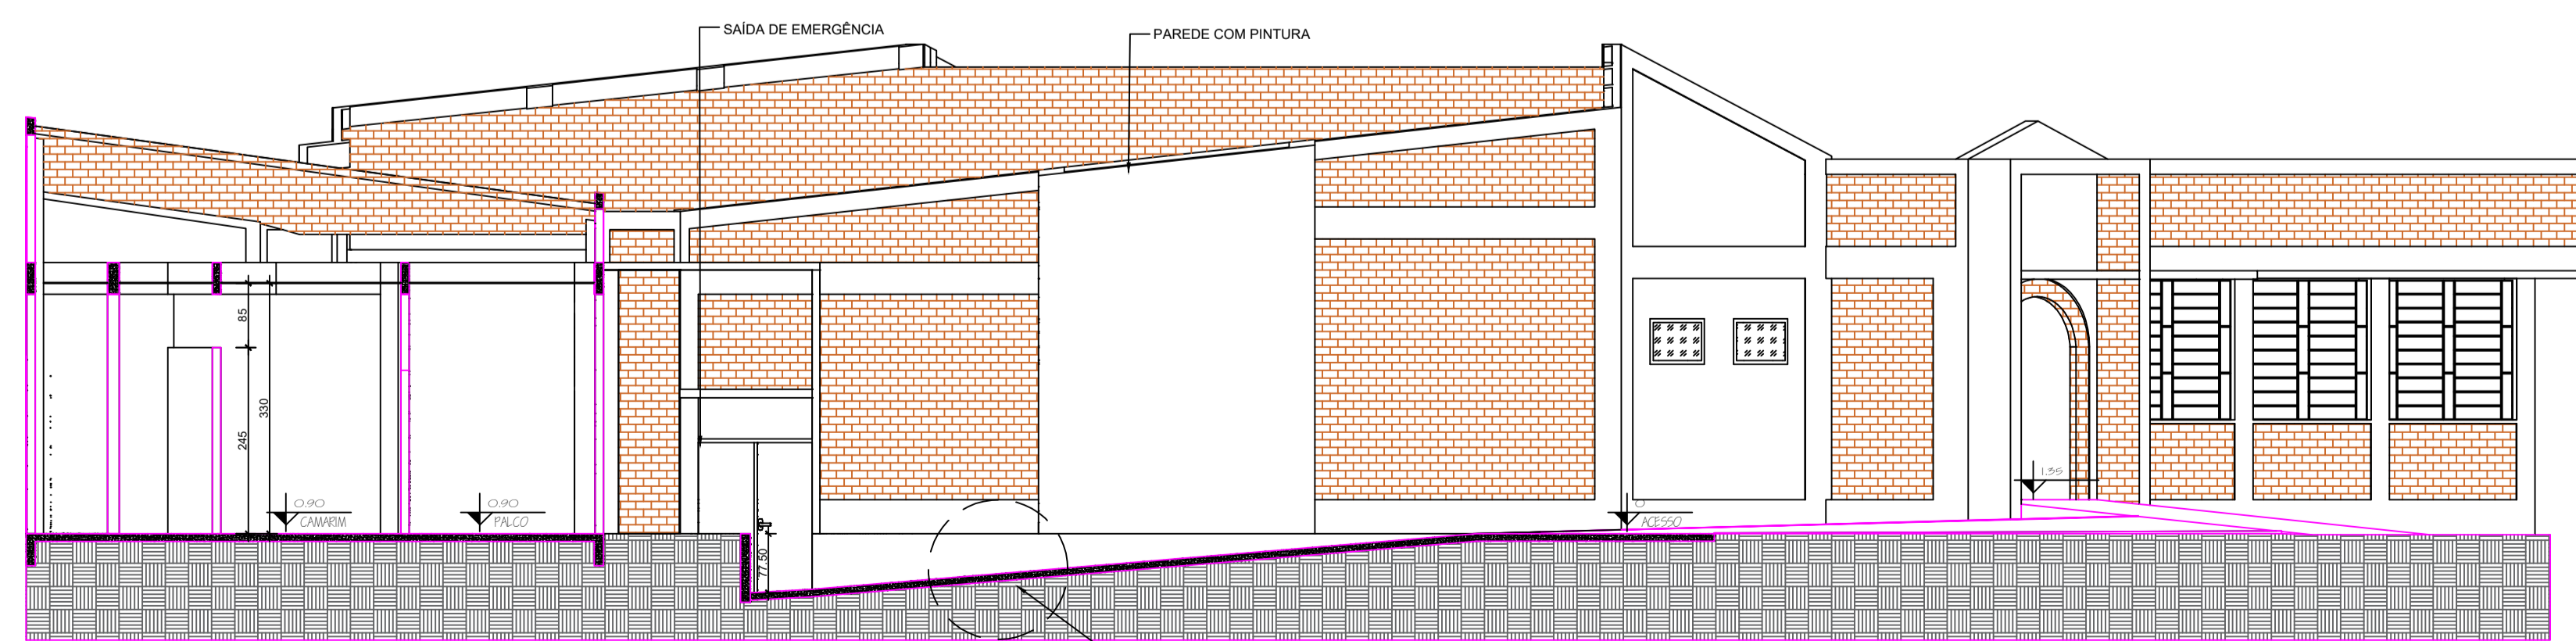 SAÍDA DE EMERGÊNCIA
PAREDE COM PINTURA
85
330
245
0.90
CAMARIM
0.90
PALCO
77.50
0
ACESSO
1.35